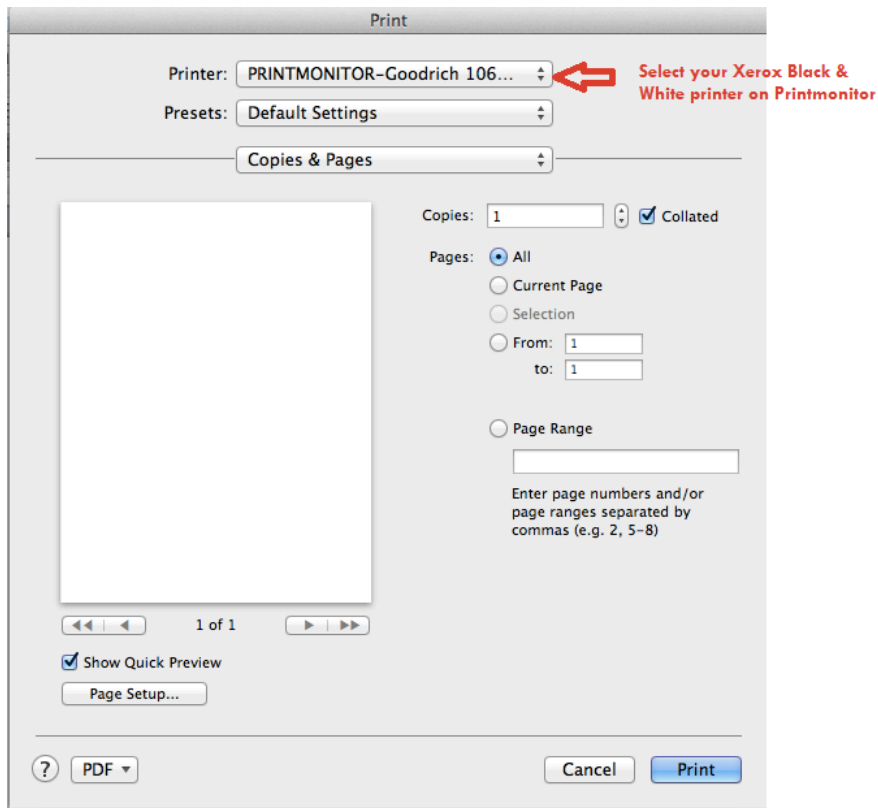 Print
Printer: PRINTMONITOR-Goodrich 106...
Select your Xerox Black &
White printer on Printmonitor
Presets: Default Settings
Copies & Pages
Copies: 1 Collated
Pages: All
Current Page
Selection
From: 1
to: 1
Page Range
Enter page numbers and/or
page ranges separated by
commas (e.g. 2, 5-8)
1 of 1
Show Quick Preview
Page Setup...
? PDF Cancel Print